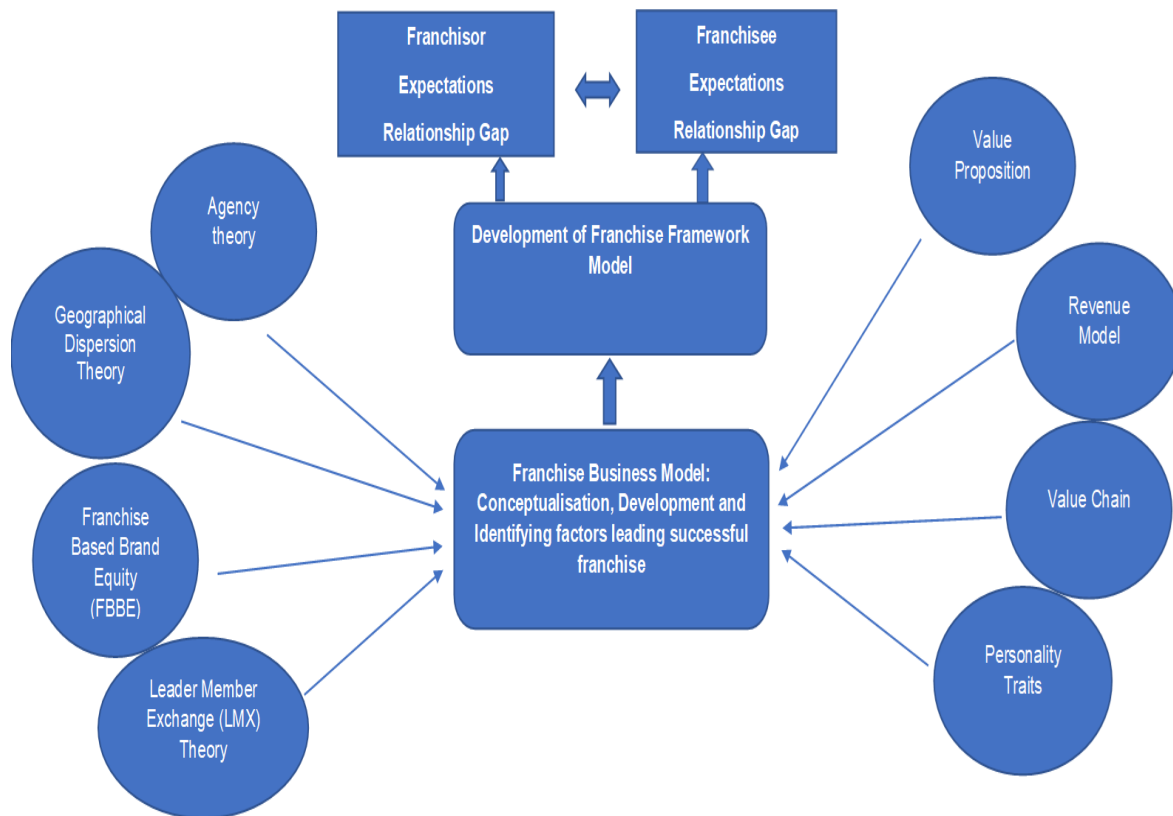 Franchisor
Expectations
Relationship Gap
Franchisee
Expectations
Relationship Gap
Agency
theory
Value
Proposition
Development of Franchise Framework
Model
Geographical
Dispersion
Theory
Revenue
Model
Franchise Business Model:
Conceptualisation, Development and
Identifying factors leading successful
franchise
Franchise
Based Brand
Equity
(FBBE)
Value Chain
Leader Member
Exchange (LMX)
Theory
Personality
Traits